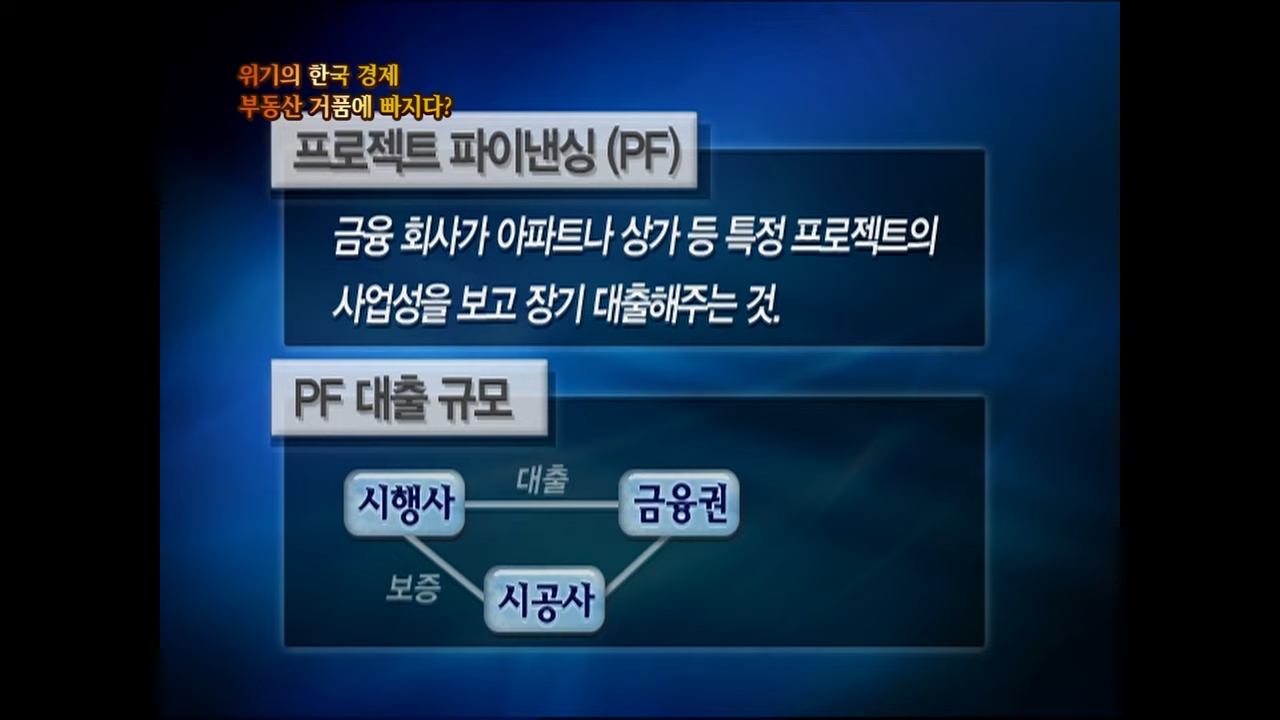 위기의 한국 경제
부동산 거품에 빠지다?
프로젝트 파이낸싱 (PF)
금융 회사가 아파트나 상가 등 특정 프로젝트의
사업성을 보고 장기 대출해주는 것.
PF 대출 규모
시행사
대출
금융권
보증
시공사